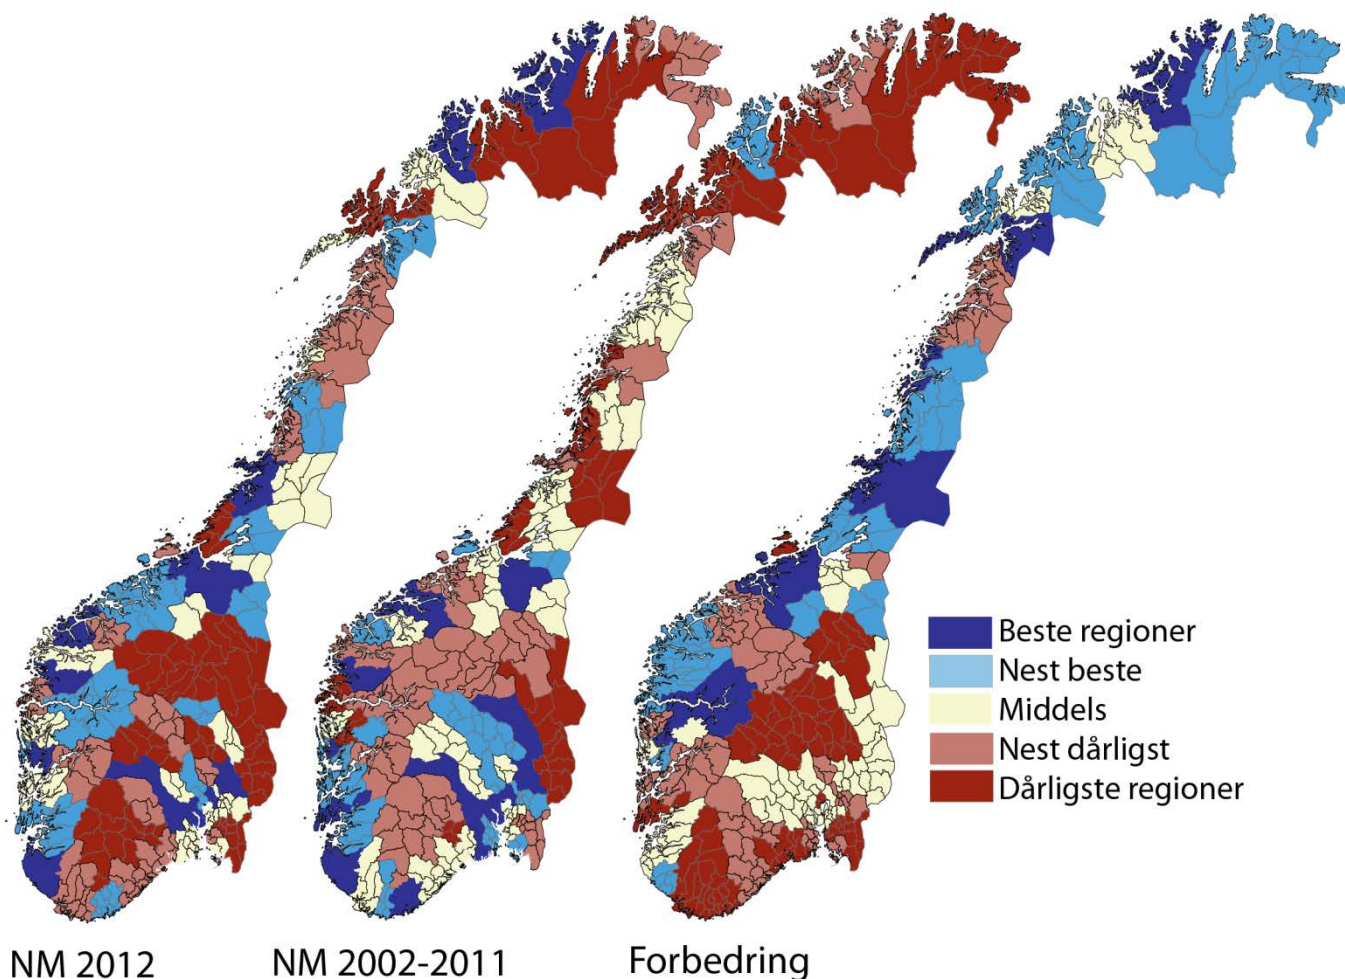 Beste regioner
Nest beste
Middels
Nest dårligst
Dårligste regioner
NM 2012
NM 2002-2011
Forbedring